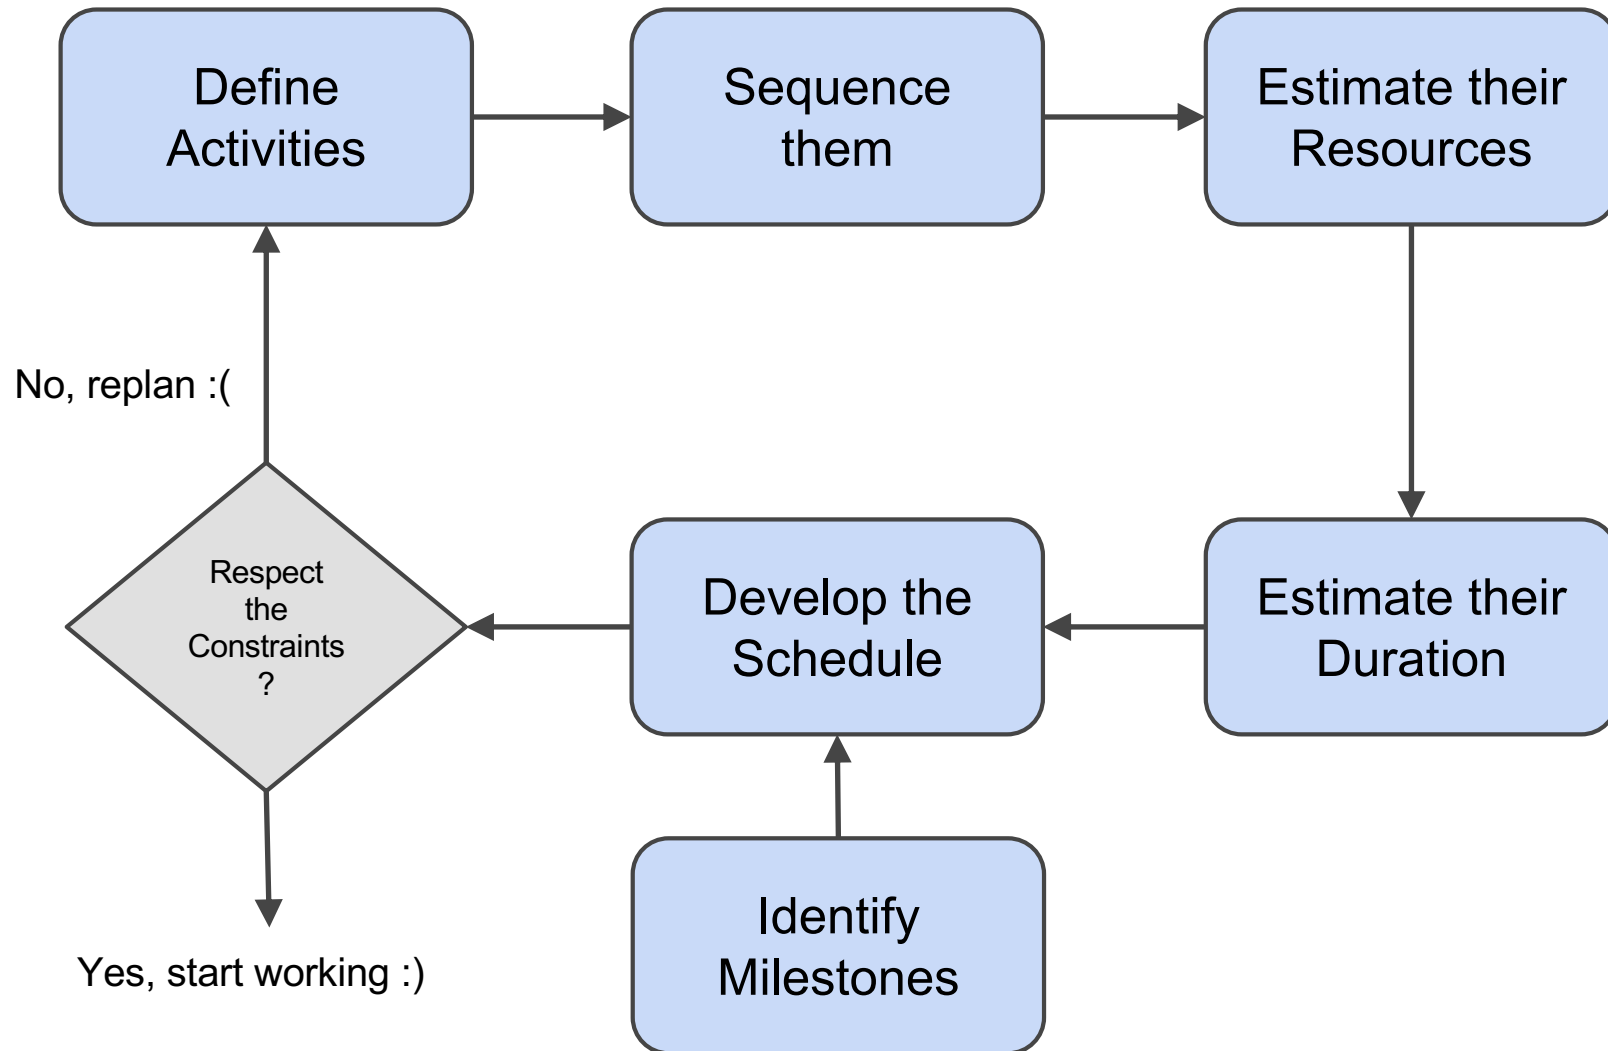 Define
Activities
Sequence
them
Estimate their
Resources
No, replan :(
Respect
the
Constraints
?
Develop the
Schedule
Estimate their
Duration
Yes, start working :)
Identify
Milestones